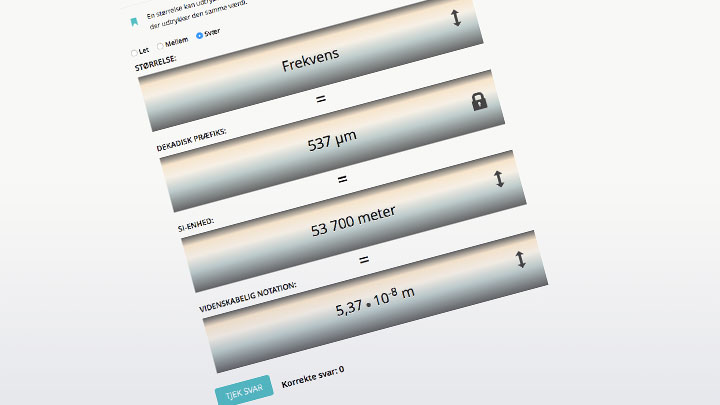 En størrelse kan udtry
der udtrykker den samme værdi.
Let Mellem Svær
STØRRELSE:
Frekvens
=
DEKADISK PRÆFIKS:
537 µm
=
SI-ENHED:
53 700 meter
=
VIDENSKABELIG NOTATION:
5,37 • 10⁻⁸ m
TJEK SVAR Korrekte svar: 0